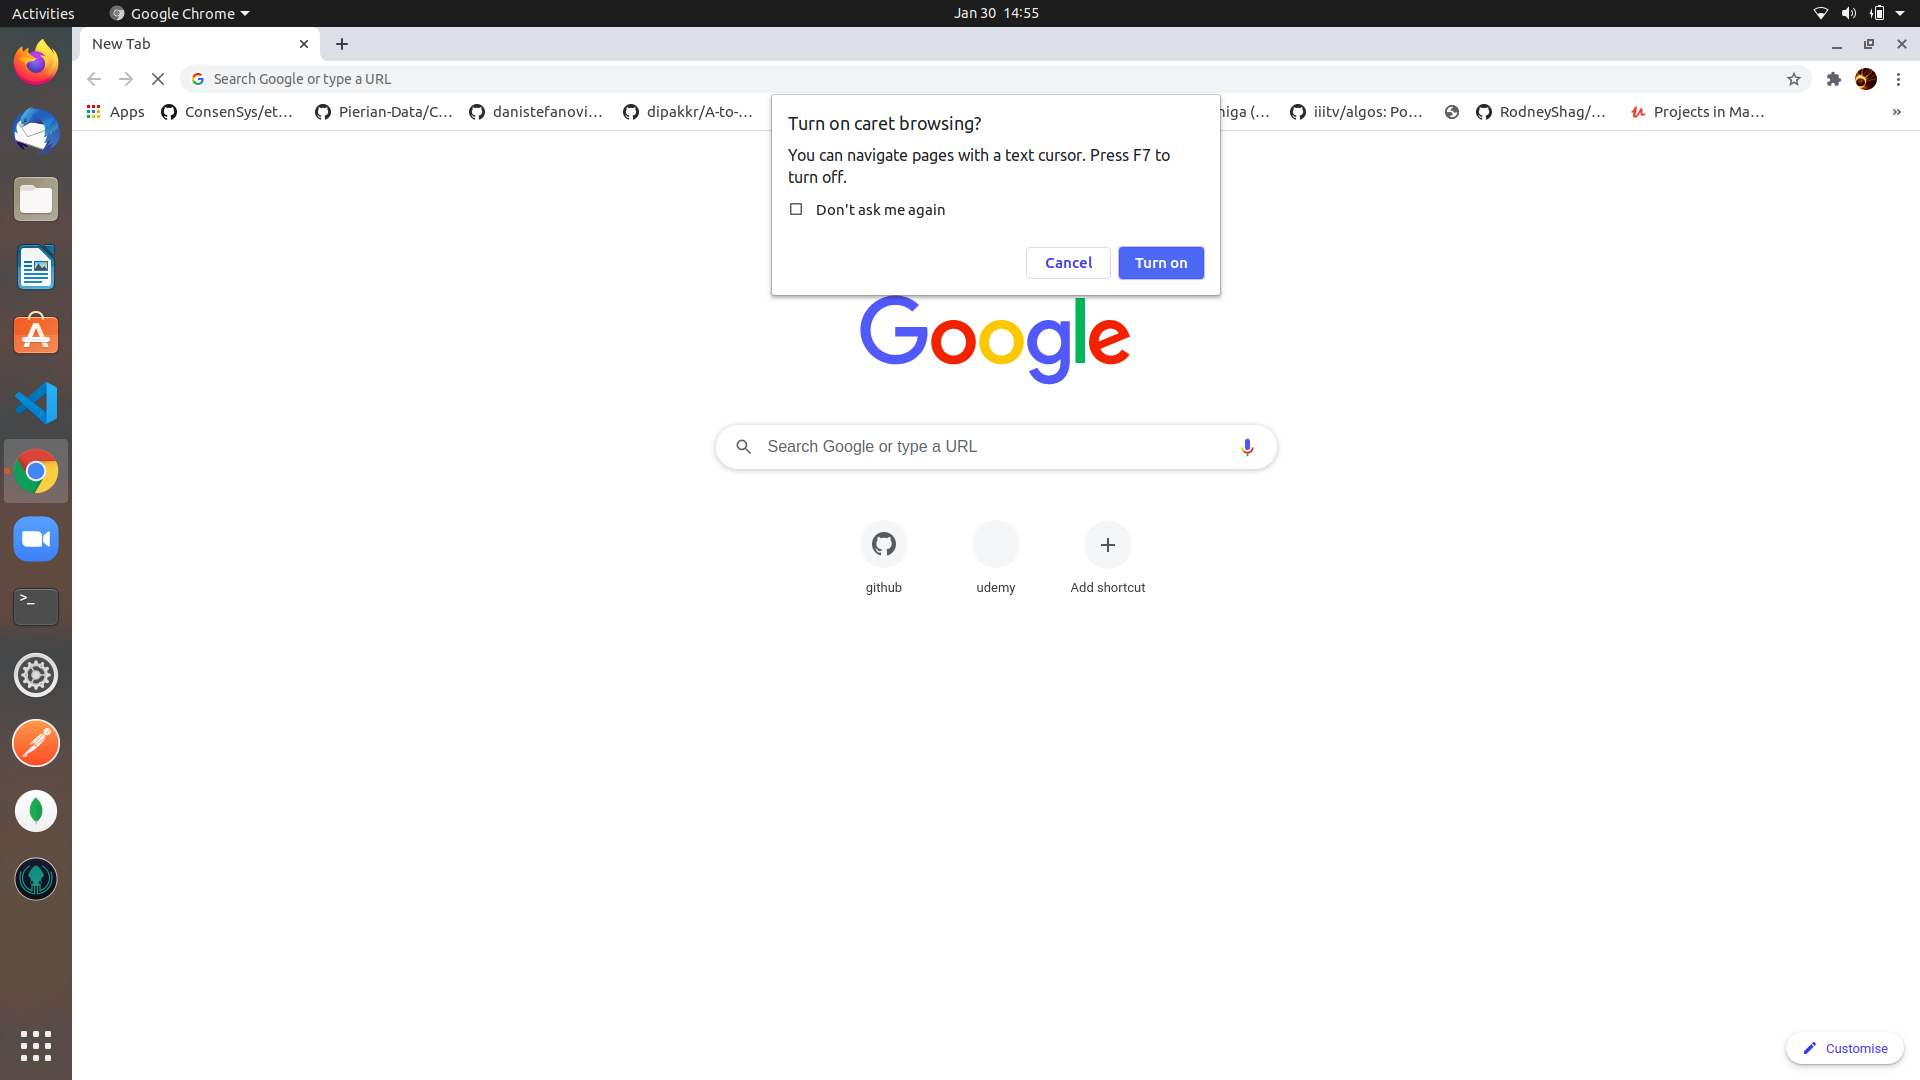 Activities
Google Chrome
Jan 30 14:55
New Tab
Search Google or type a URL
Apps
ConsenSys/et...
Pierian-Data/C...
danistefanovi...
dipakkr/A-to-...
niga (...
iiitv/algos: Po...
RodneyShag/...
Projects in Ma...
»
Turn on caret browsing?
You can navigate pages with a text cursor. Press F7 to
turn off.
Don't ask me again
Cancel
Turn on
Google
Search Google or type a URL
github
udemy
Add shortcut
>_
Customise